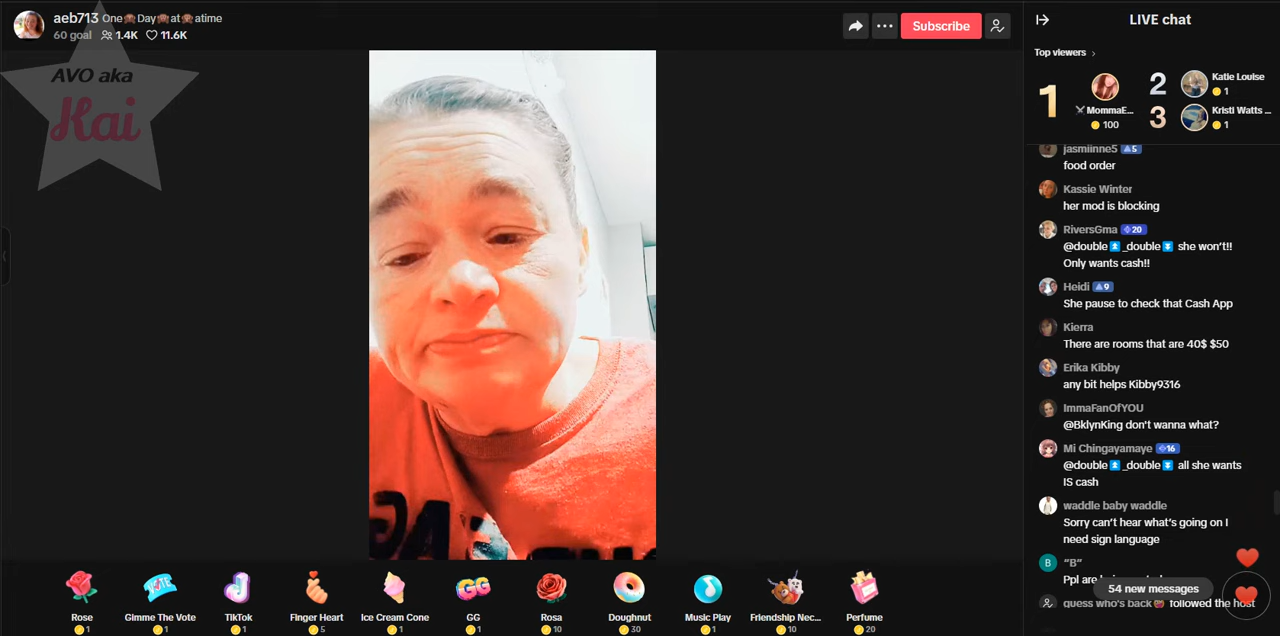 aeb713 One🙈Day🙈at🙈atime
60 goal 1.4K 11.6K
Subscribe
AVO aka
Kai
LIVE chat
Top viewers
1 MommaE... 100
2 Katie Louise 1
3 Kristi Watts ... 1
jasmiinne5 5
food order
Kassie Winter
her mod is blocking
RiversGma 20
@double⏫_double⏬ she won't!!
Only wants cash!!
Heidi 9
She pause to check that Cash App
Kierra
There are rooms that are 40$ $50
Erika Kibby
any bit helps Kibby9316
ImmaFanOfYOU
@BklynKing don't wanna what?
Mi Chingayamaye 16
@double⏫_double⏬ all she wants
IS cash
waddle baby waddle
Sorry can't hear what's going on I
need sign language
B "B"
Ppl are
54 new messages
guess who's back followed the host
Rose
1
Gimme The Vote
1
TikTok
1
Finger Heart
5
Ice Cream Cone
1
GG
1
Rosa
10
Doughnut
30
Music Play
1
Friendship Nec...
10
Perfume
20